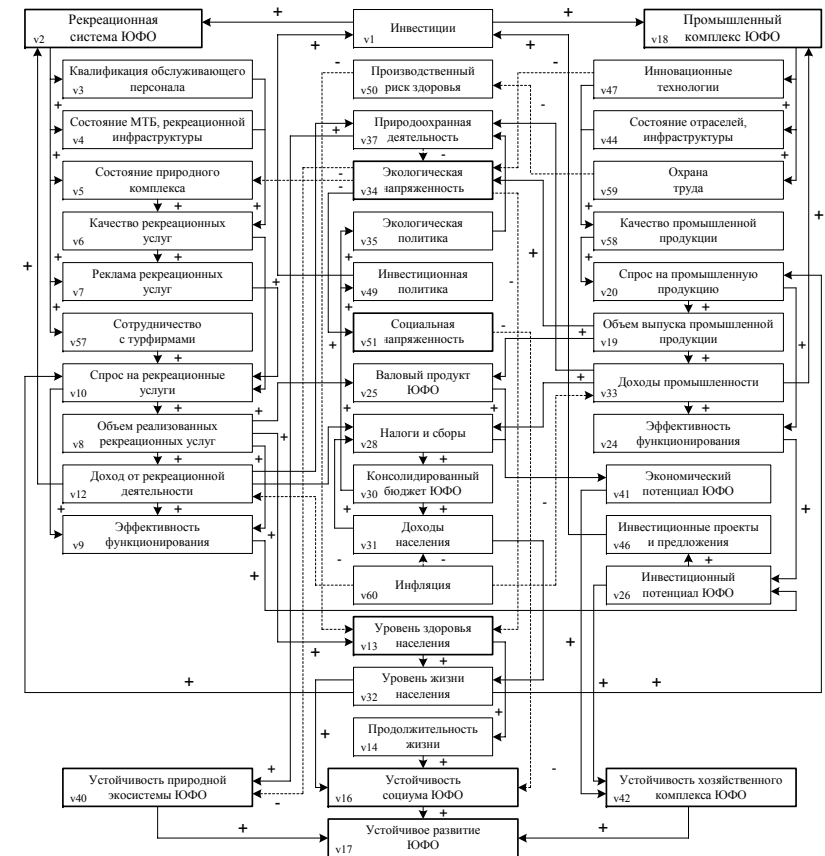 Рекреационная
система ЮФО
v2
Инвестиции
v1
Промышленный
комплекс ЮФО
v18
Квалификация обслуживающего
персонала
v3
Производственный
риск здоровья
v50
Инновационные
технологии
v47
Состояние МТБ, рекреационной
инфраструктуры
v4
Природоохранная
деятельность
v37
Состояние отраселей,
инфраструктуры
v44
Состояние природного
комплекса
v5
Экологическая
напряженность
v34
Охрана
труда
v59
Качество рекреационных
услуг
v6
Экологическая
политика
v35
Качество промышленной
продукции
v58
Реклама рекреационных
услуг
v7
Инвестиционная
политика
v49
Спрос на промышленную
продукцию
v20
Сотрудничество
с турфирмами
v57
Социальная
напряженность
v51
Объем выпуска промышленной
продукции
v19
Спрос на рекреационные
услуги
v10
Валовый продукт
ЮФО
v25
Доходы промышленности
v33
Объем реализованных
рекреационных услуг
v8
Налоги и сборы
v28
Эффективность
функционирования
v24
Доход от рекреационной
деятельности
v12
Консолидированный
бюджет ЮФО
v30
Экономический
потенциал ЮФО
v41
Эффективность
функционирования
v9
Доходы
населения
v31
Инвестиционные проекты
и предложения
v46
Инфляция
v60
Инвестиционный
потенциал ЮФО
v26
Уровень здоровья
населения
v13
Уровень жизни
населения
v32
Продолжительность
жизни
v14
Устойчивость природной
экосистемы ЮФО
v40
Устойчивость
социума ЮФО
v16
Устойчивость хозяйственного
комплекса ЮФО
v42
Устойчивое развитие
ЮФО
v17